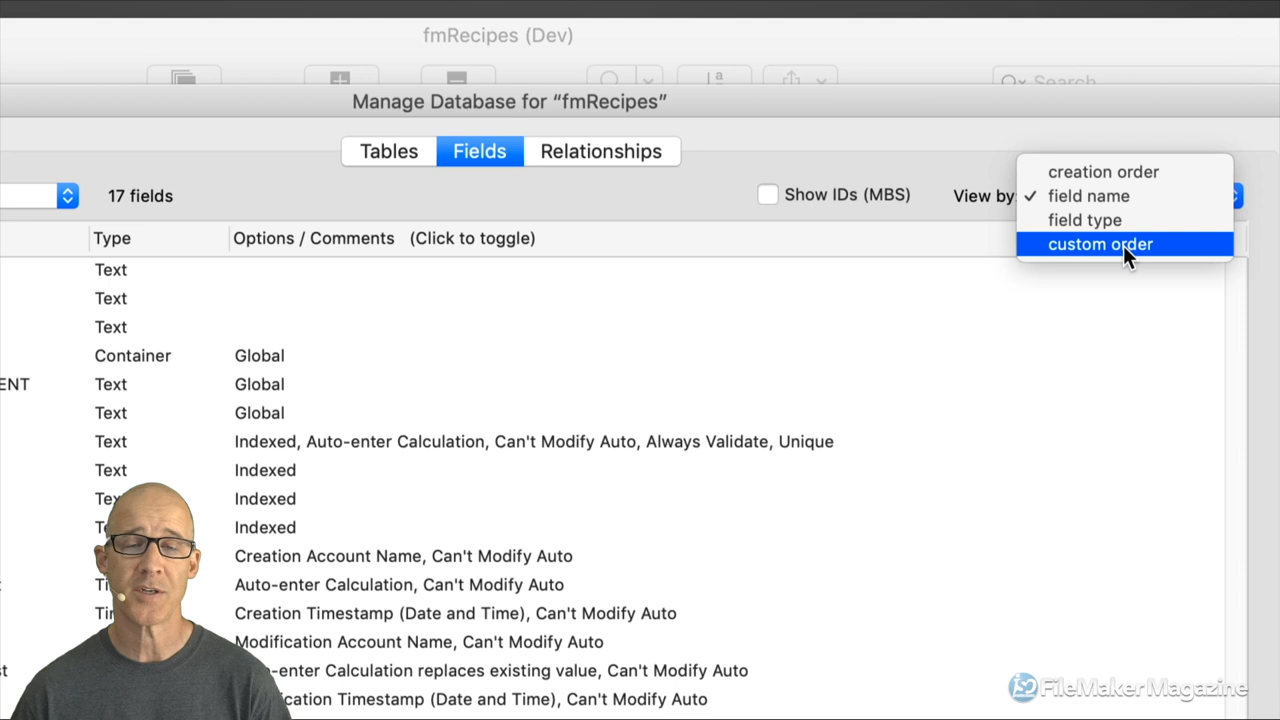 fmRecipes (Dev)
Search
Manage Database for “fmRecipes”
Tables Fields Relationships
17 fields
Show IDs (MBS)
View by:
creation order
✓ field name
field type
custom order
Type Options / Comments (Click to toggle)
Text
Text
Text
Container Global
ENT Text Global
Text Global
Text Indexed, Auto-enter Calculation, Can't Modify Auto, Always Validate, Unique
Text Indexed
Indexed
Indexed
Creation Account Name, Can't Modify Auto
Auto-enter Calculation, Can't Modify Auto
Creation Timestamp (Date and Time), Can't Modify Auto
Modification Account Name, Can't Modify Auto
-enter Calculation replaces existing value, Can't Modify Auto
ication Timestamp (Date and Time), Can't Modify Auto
FileMaker Magazine